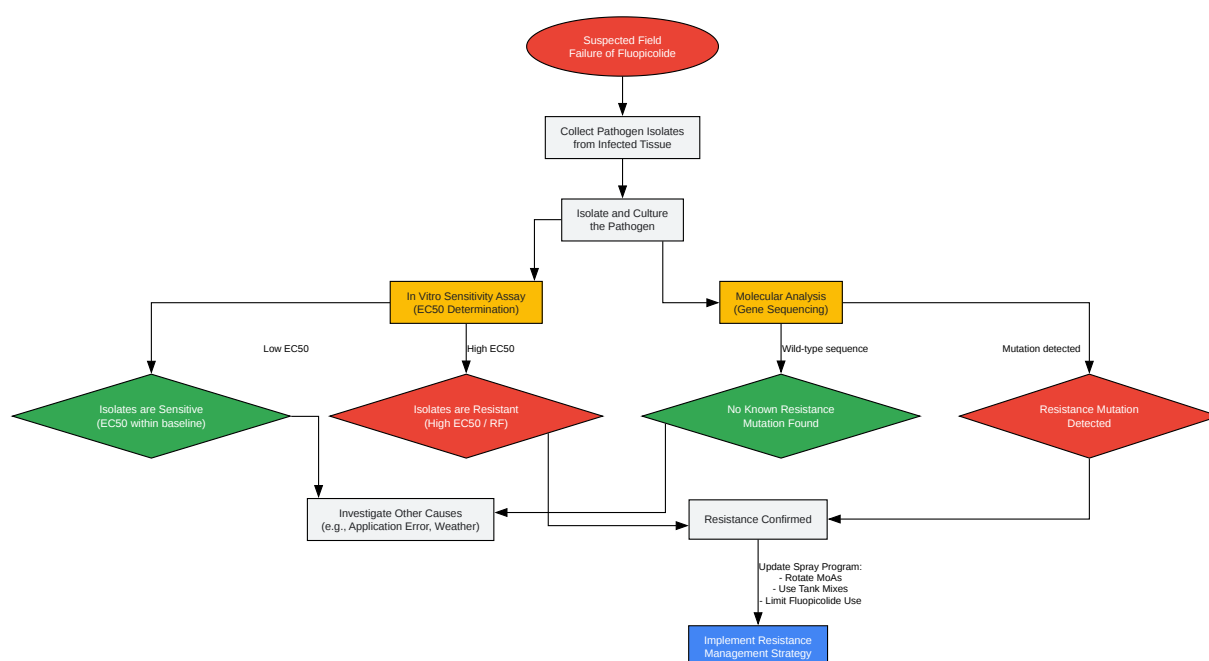 Suspected Field
Failure of Fluopicolide
Collect Pathogen Isolates
from Infected Tissue
Isolate and Culture
the Pathogen
In Vitro Sensitivity Assay
(EC50 Determination)
Molecular Analysis
(Gene Sequencing)
Low EC50
High EC50
Wild-type sequence
Mutation detected
Isolates are Sensitive
(EC50 within baseline)
Isolates are Resistant
(High EC50 / RF)
No Known Resistance
Mutation Found
Resistance Mutation
Detected
Investigate Other Causes
(e.g., Application Error, Weather)
Resistance Confirmed
Update Spray Program:
- Rotate MoAs
- Use Tank Mixes
- Limit Fluopicolide Use
Implement Resistance
Management Strategy